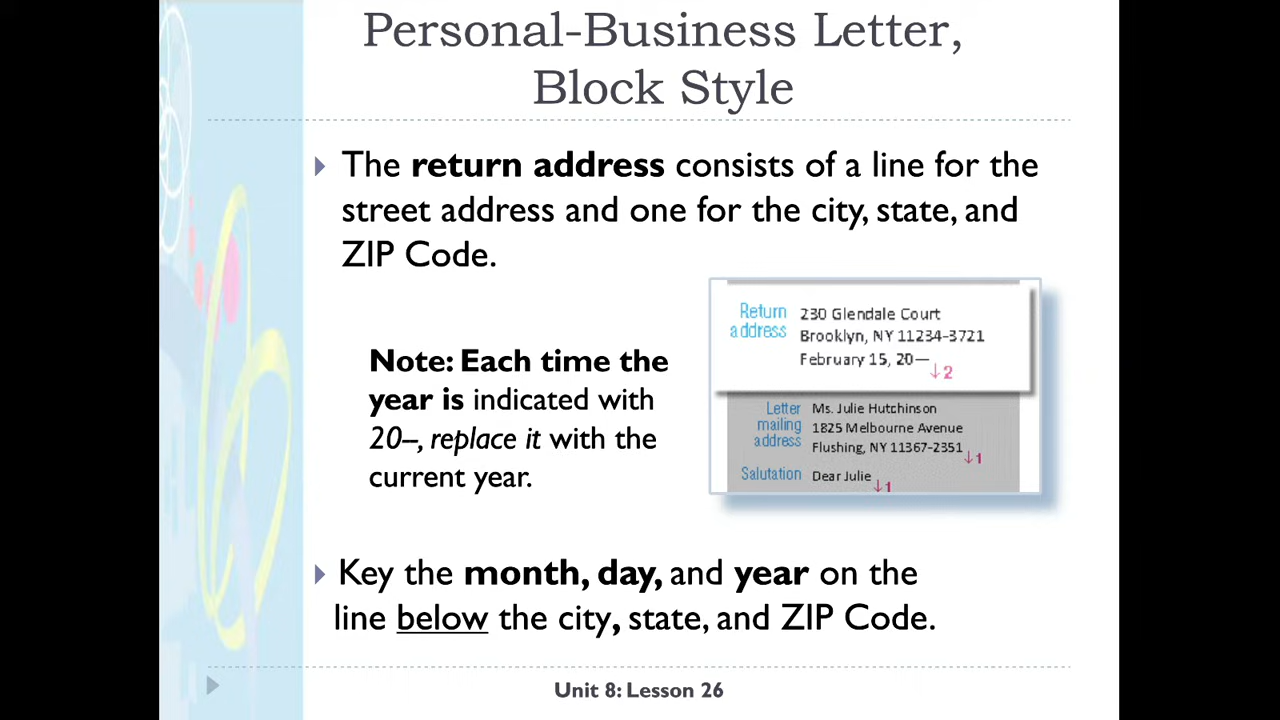 Personal-Business Letter,
Block Style
The return address consists of a line for the
street address and one for the city, state, and
ZIP Code.
Return
address
230 Glendale Court
Brooklyn, NY 11234-3721
February 15, 20—
↓2
Note: Each time the
year is indicated with
20–, replace it with the
current year.
Letter
mailing
address
Ms. Julie Hutchinson
1825 Melbourne Avenue
Flushing, NY 11367-2351
↓1
Salutation
Dear Julie
↓1
Key the month, day, and year on the
line below the city, state, and ZIP Code.
Unit 8: Lesson 26